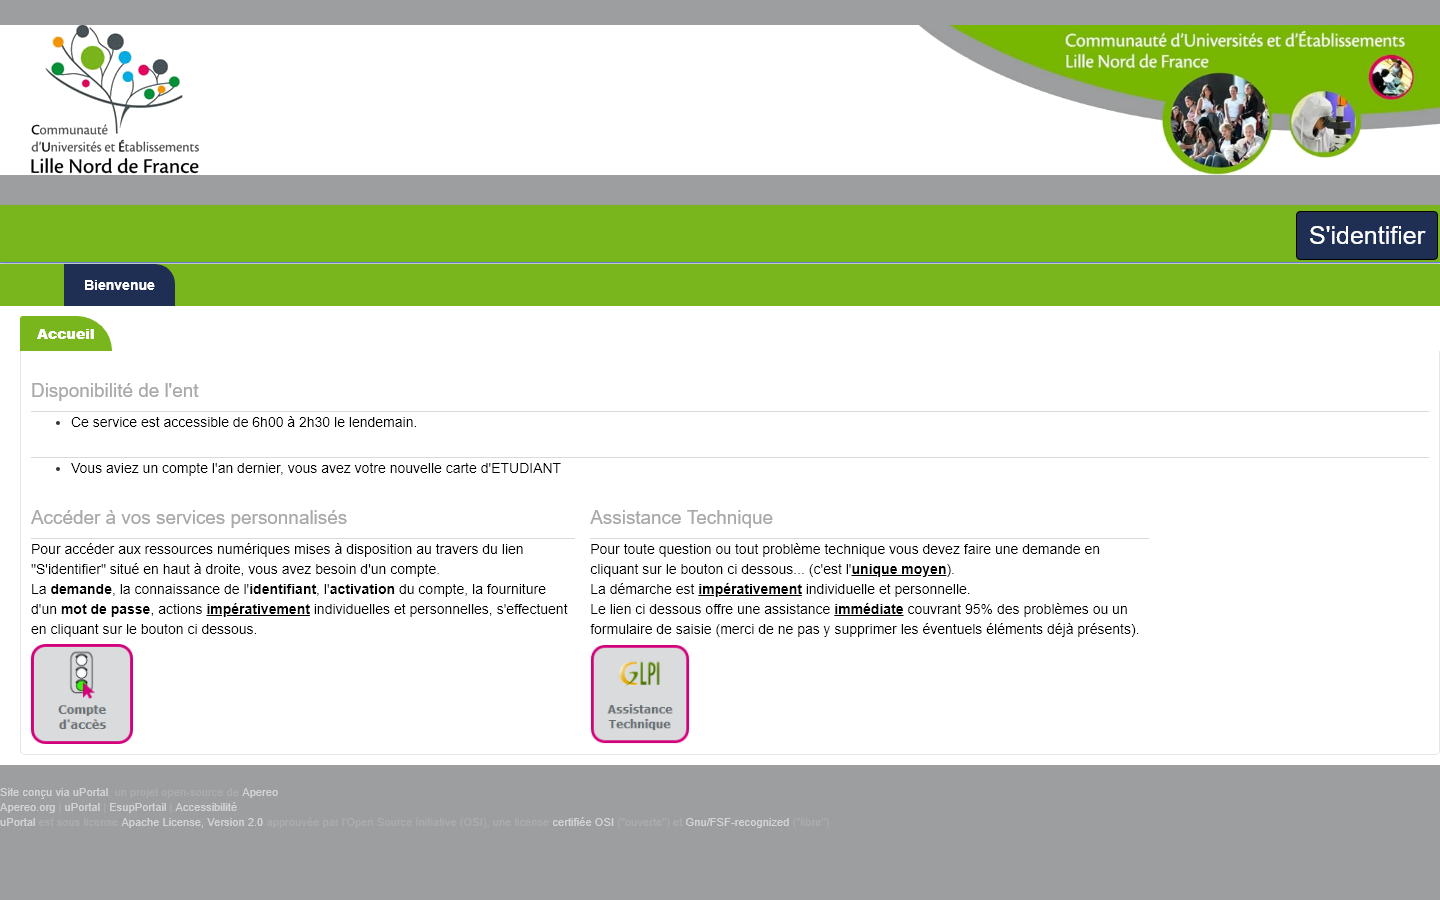 Communauté
d'Universités et Établissements
Lille Nord de France
Communauté d'Universités et d'Établissements
Lille Nord de France
S'identifier
Bienvenue
Accueil
Disponibilité de l'ent
• Ce service est accessible de 6h00 à 2h30 le lendemain.
• Vous aviez un compte l'an dernier, vous avez votre nouvelle carte d'ETUDIANT
Accéder à vos services personnalisés
Pour accéder aux ressources numériques mises à disposition au travers du lien
"S'identifier" situé en haut à droite, vous avez besoin d'un compte.
La demande, la connaissance de l'identifiant, l'activation du compte, la fourniture
d'un mot de passe, actions impérativement individuelles et personnelles, s'effectuent
en cliquant sur le bouton ci dessous.
Compte
d'accès
Assistance Technique
Pour toute question ou tout problème technique vous devez faire une demande en
cliquant sur le bouton ci dessous... (c'est l'unique moyen).
La démarche est impérativement individuelle et personnelle.
Le lien ci dessous offre une assistance immédiate couvrant 95% des problèmes ou un
formulaire de saisie (merci de ne pas y supprimer les éventuels éléments déjà présents).
GLPI
Assistance
Technique
Site conçu via uPortal, un projet open-source de Apereo
Apereo.org | uPortal | EsupPortail | Accessibilité
uPortal est sous license Apache License, Version 2.0 approuvée par l'Open Source Initiative (OSI), une license certifiée OSI ("ouverte") et Gnu/FSF-recognized ("libre")